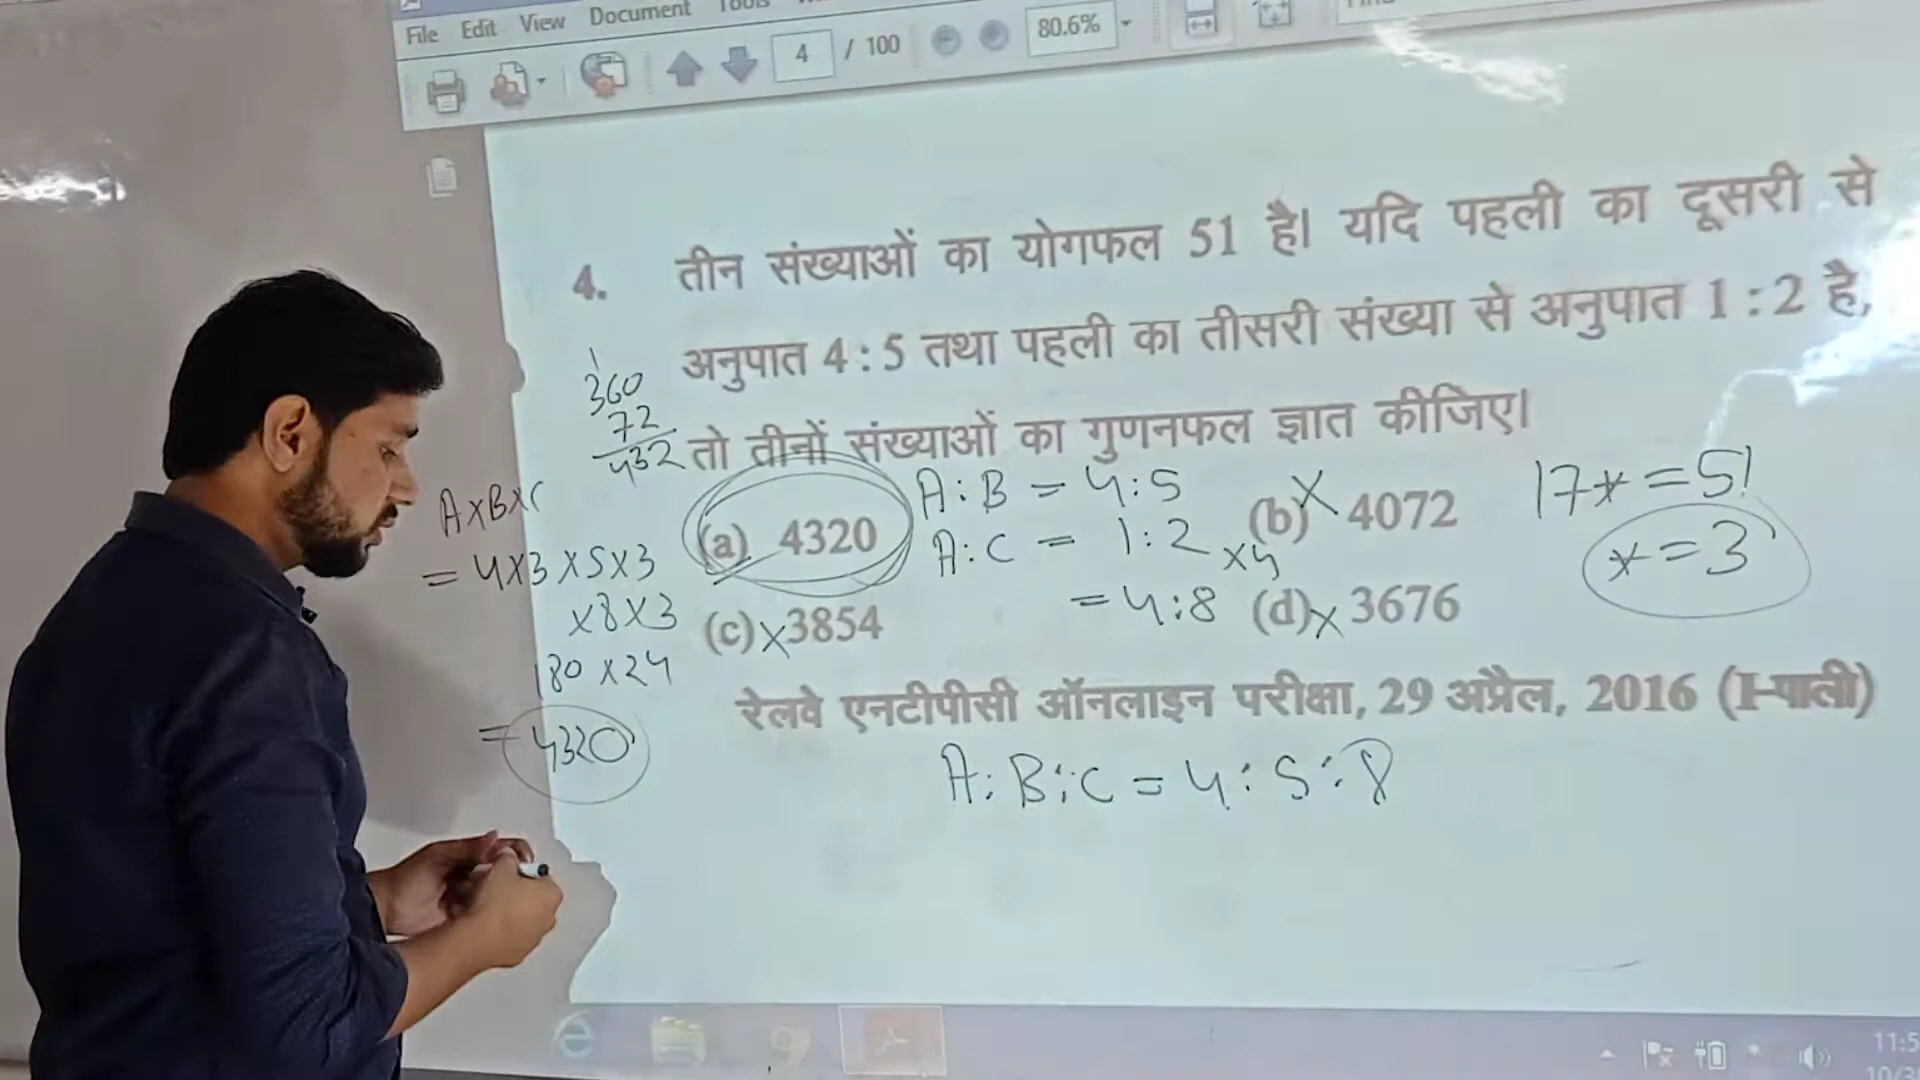 File Edit View Document Tools
4 / 100 80.6%
4. तीन संख्याओं का योगफल 51 है। यदि पहली का दूसरी से
अनुपात 4 : 5 तथा पहली का तीसरी संख्या से अनुपात 1 : 2 है,
तो तीनों संख्याओं का गुणनफल ज्ञात कीजिए।
1
360
72
432
(a) 4320
(b) X 4072
(c) X 3854
(d) X 3676
A : B = 4 : 5
A : C = 1 : 2 x4
= 4 : 8
17x = 51
x = 3
A x B x C
= 4 x 3 x 5 x 3
x 8 x 3
180 x 24
= 4320
रेलवे एनटीपीसी ऑनलाइन परीक्षा, 29 अप्रैल, 2016 (I-पाली)
A : B : C = 4 : 5 : 8